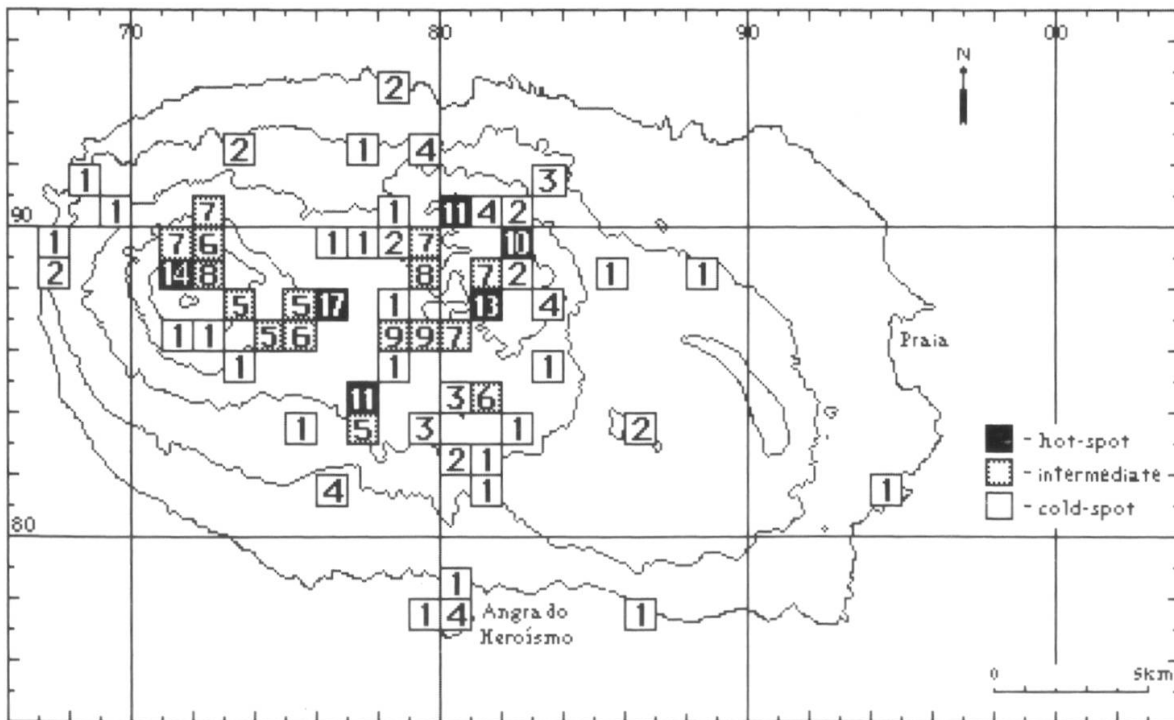 70 80 90 00
2
N
2 1 4
1 3
1 7 1 11 4 2
90
1 7 6 1 1 2 7 10
2 14 8 8 7 2 1 1
5 5 17 1 13 4
1 1 5 6 9 9 7
Praia
1 1 1
11 3 6
1 5 3 1 2
- hot-spot
2 1
- intermediate -
4 1 1
- cold-spot
80
1
1 4 Angra do 1
Heroísmo
0 5km